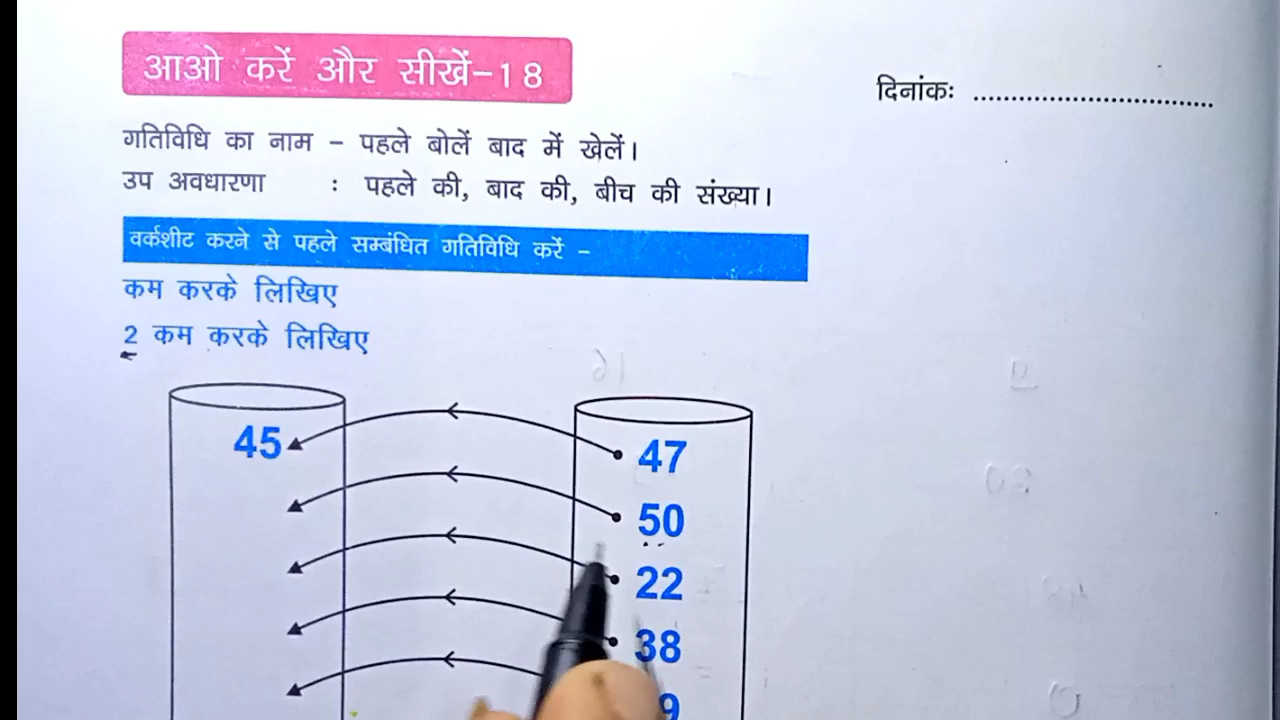 आओ करें और सीखें-18
दिनांकः ................................
गतिविधि का नाम – पहले बोलें बाद में खेलें।
उप अवधारणा : पहले की, बाद की, बीच की संख्या।
वर्कशीट करने से पहले सम्बंधित गतिविधि करें –
कम करके लिखिए
2 कम करके लिखिए
45 47
50
22
38
9